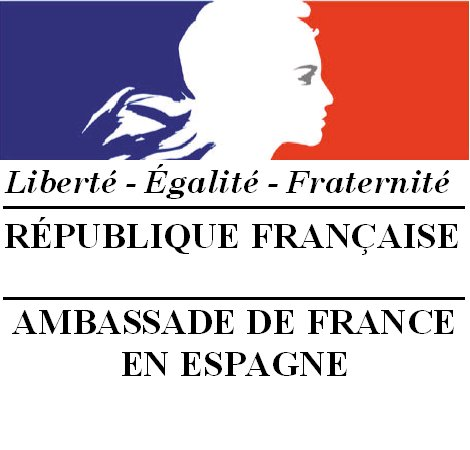 Liberté - Égalité - Fraternité
RÉPUBLIQUE FRANÇAISE
AMBASSADE DE FRANCE
EN ESPAGNE